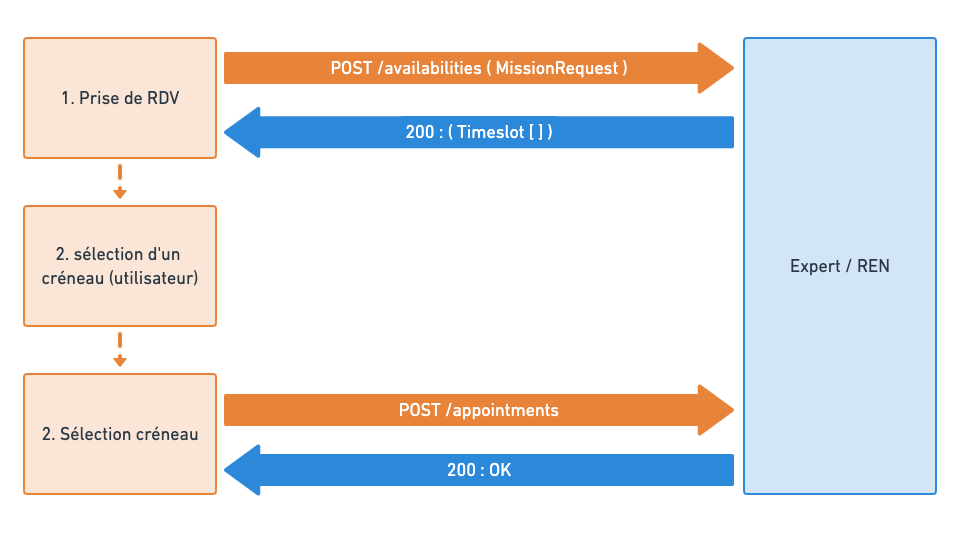 1. Prise de RDV
POST /availabilities ( MissionRequest )
200 : ( Timeslot [ ] )
2. sélection d'un
créneau (utilisateur)
Expert / REN
2. Sélection créneau
POST /appointments
200 : OK